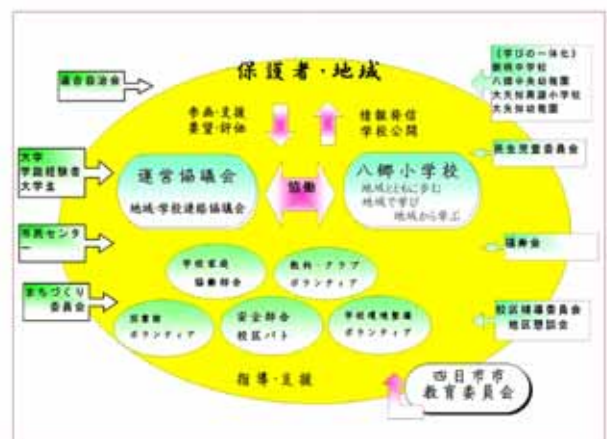 保護者・地域
連合自治会
《学びの一体化》
朝明中学校
八郷中央幼稚園
大矢知興譲小学校
大矢知幼稚園
参画・支援
要望・評価
情報発信
学校公開
大学
学識経験者
大学生
運営協議会
地域・学校連絡協議会
協働
八郷小学校
地域とともに歩む
地域で学び
地域から学ぶ
民生児童委員会
市民センター
福寿会
学校家庭
協働部会
教科・クラブ
ボランティア
まちづくり
委員会
図書館
ボランティア
安全部会
校区パト
学校環境整備
ボランティア
校区補導委員会
地区懇談会
指導・支援
四日市市
教育委員会